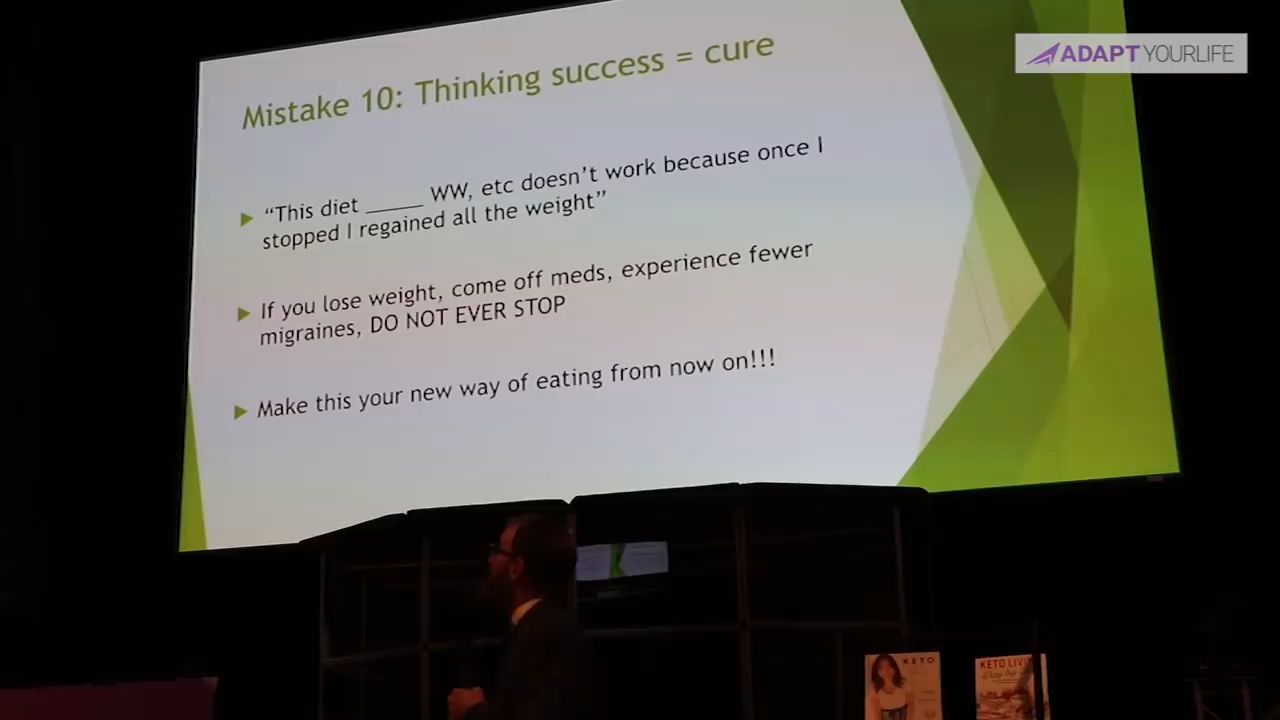 ADAPT YOURLIFE
Mistake 10: Thinking success = cure
“This diet _____ WW, etc doesn’t work because once I
stopped I regained all the weight”
If you lose weight, come off meds, experience fewer
migraines, DO NOT EVER STOP
Make this your new way of eating from now on!!!
KETO
KETO LIVING